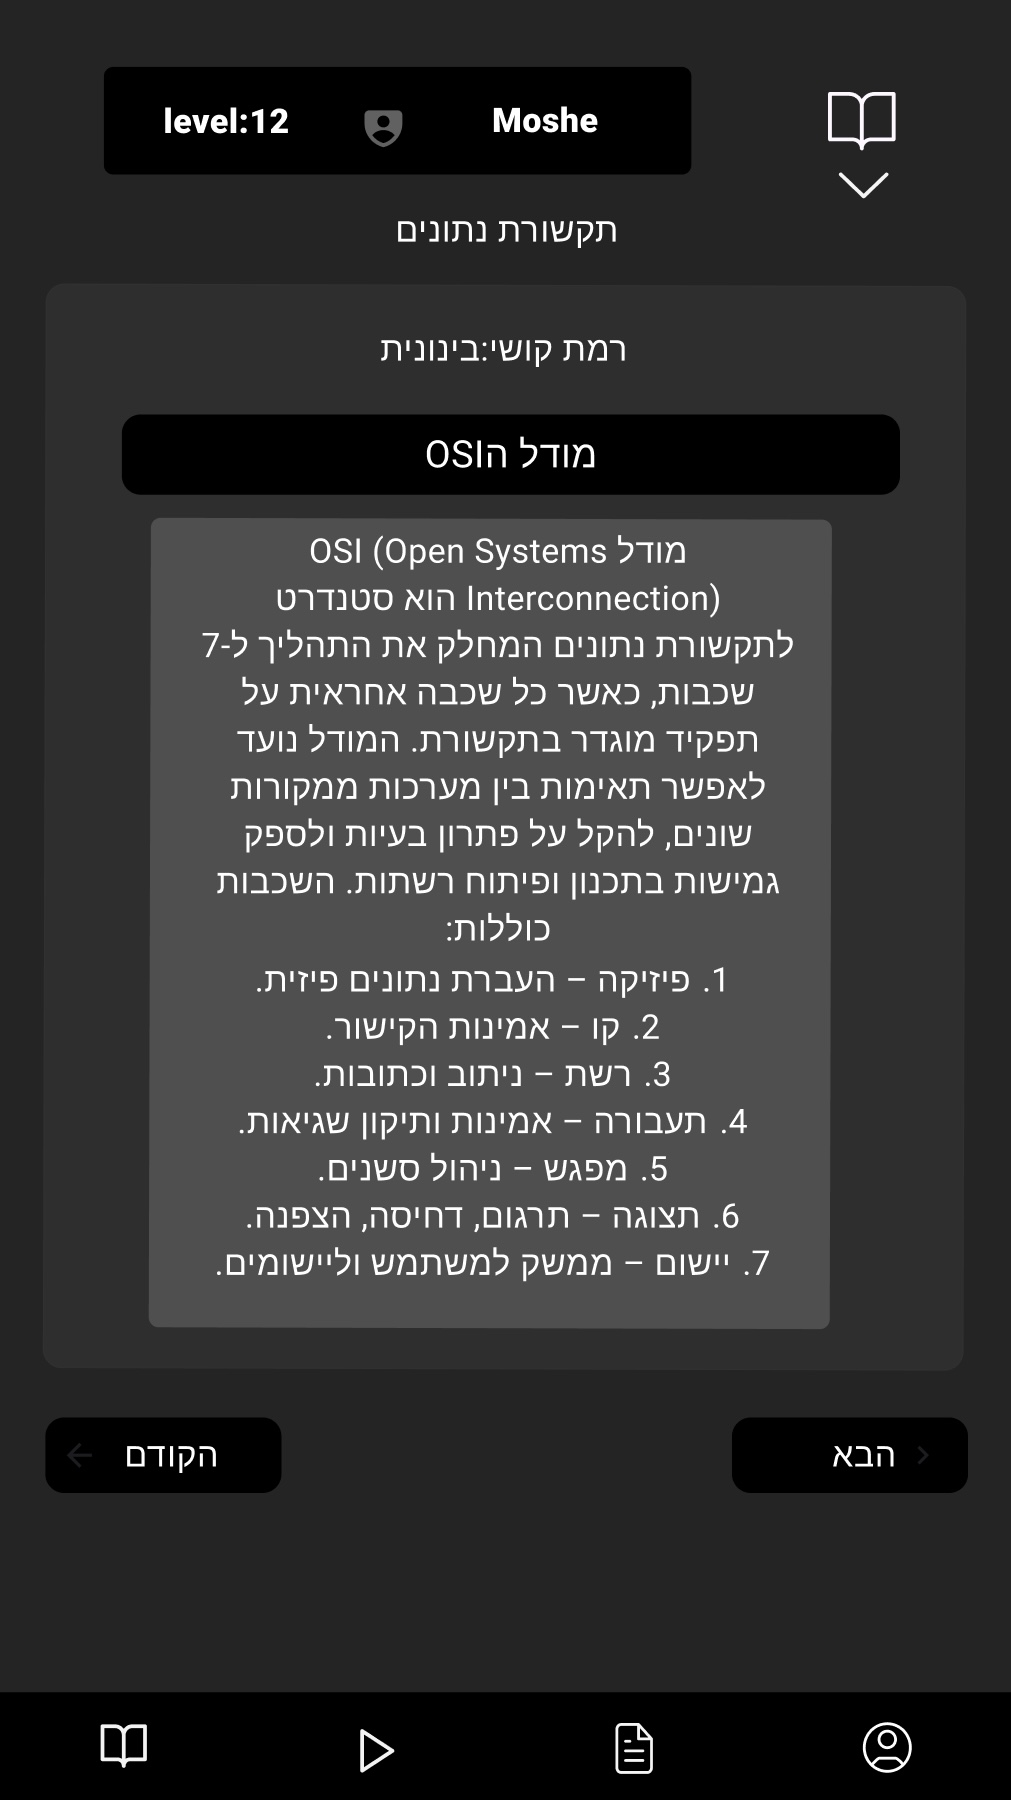 level:12
Moshe
תקשורת נתונים
רמת קושי:בינונית
מודל הOSI
מודל OSI (Open Systems
Interconnection) הוא סטנדרט
לתקשורת נתונים המחלק את התהליך ל-7
שכבות, כאשר כל שכבה אחראית על
תפקיד מוגדר בתקשורת. המודל נועד
לאפשר תאימות בין מערכות ממקורות
שונים, להקל על פתרון בעיות ולספק
גמישות בתכנון ופיתוח רשתות. השכבות
כוללות:
1. פיזיקה – העברת נתונים פיזית.
2. קו – אמינות הקישור.
3. רשת – ניתוב וכתובות.
4. תעבורה – אמינות ותיקון שגיאות.
5. מפגש – ניהול סשנים.
6. תצוגה – תרגום, דחיסה, הצפנה.
7. יישום – ממשק למשתמש וליישומים.
הבא
הקודם